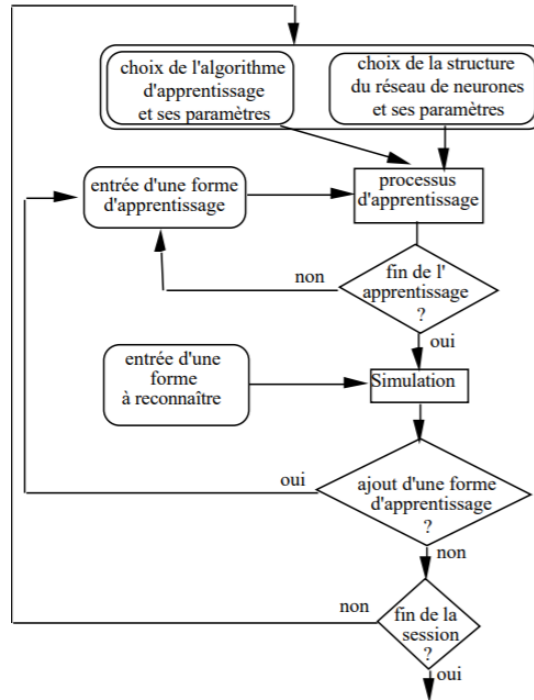 choix de l'algorithme
d'apprentissage
et ses paramètres
choix de la structure
du réseau de neurones
et ses paramètres
entrée d'une forme
d'apprentissage
processus
d'apprentissage
non
fin de l'
apprentissage
?
oui
entrée d'une
forme
à reconnaître
Simulation
oui
ajout d'une forme
d'apprentissage
?
non
non
fin de la
session
?
oui